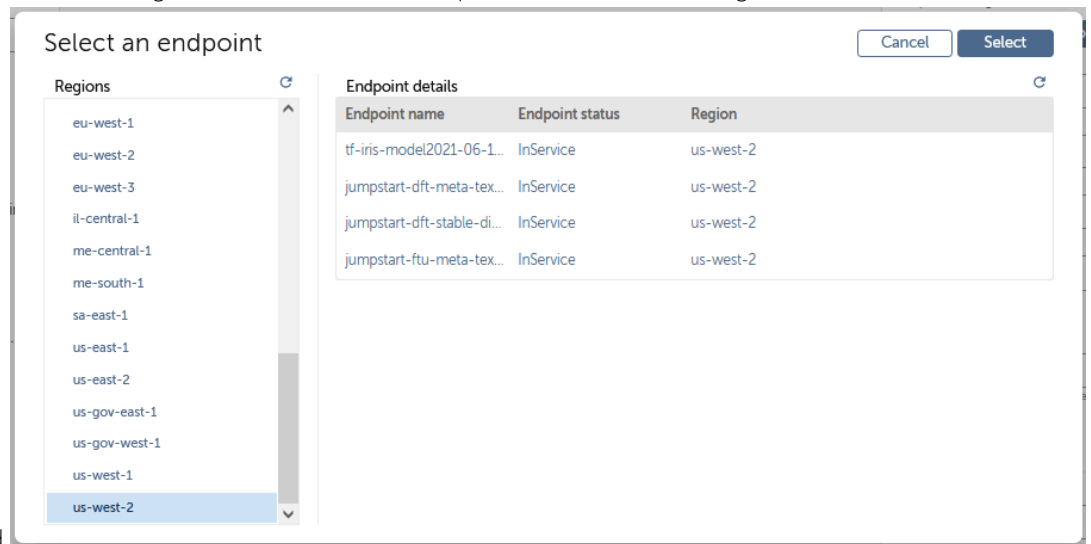 Select an endpoint
Cancel
Select
Regions
eu-west-1
eu-west-2
eu-west-3
il-central-1
me-central-1
me-south-1
sa-east-1
us-east-1
us-east-2
us-gov-east-1
us-gov-west-1
us-west-1
us-west-2
Endpoint details
Endpoint name Endpoint status Region
tf-iris-model2021-06-1... InService us-west-2
jumpstart-dft-meta-tex... InService us-west-2
jumpstart-dft-stable-di... InService us-west-2
jumpstart-ftu-meta-tex... InService us-west-2